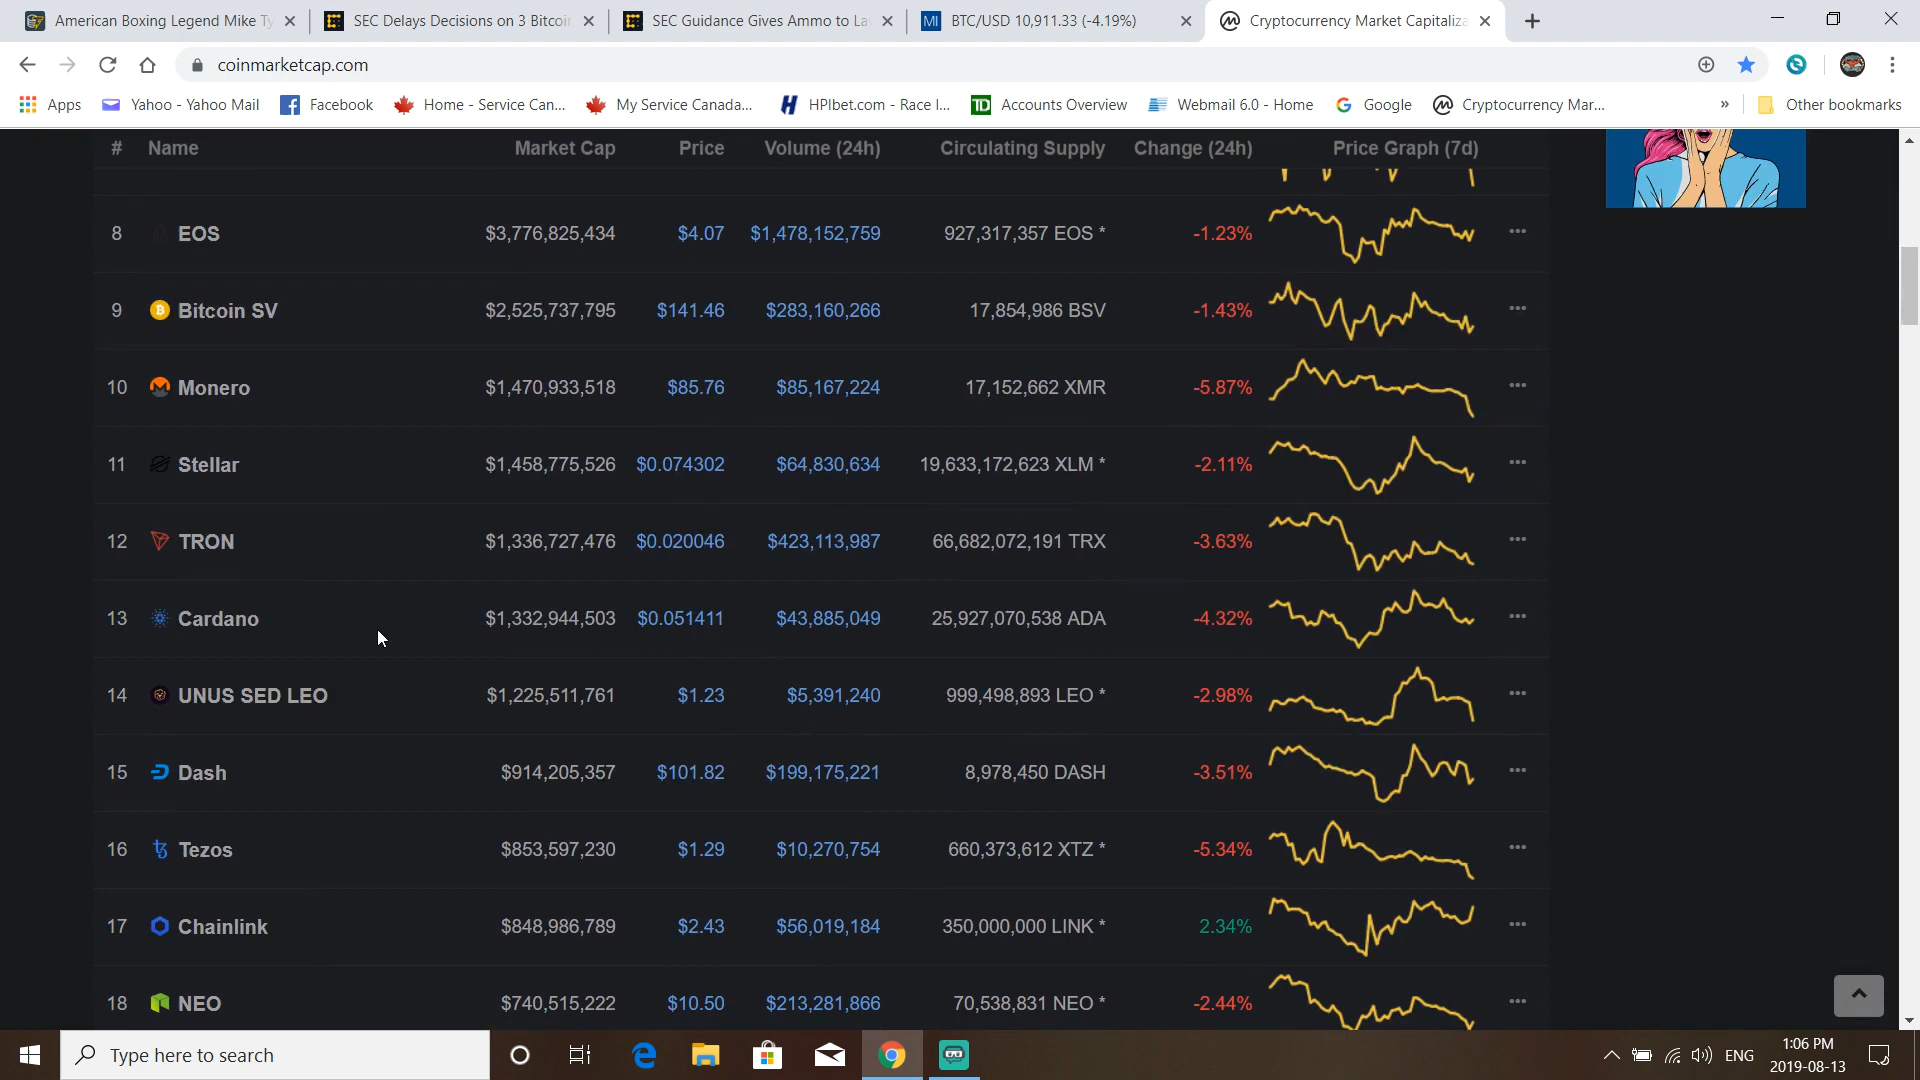 American Boxing Legend Mike Ty
SEC Delays Decisions on 3 Bitcoin
SEC Guidance Gives Ammo to La
MI BTC/USD 10,911.33 (-4.19%)
Cryptocurrency Market Capitaliza
coinmarketcap.com
Apps Yahoo - Yahoo Mail Facebook Home - Service Can... My Service Canada... HPIbet.com - Race I... TD Accounts Overview Webmail 6.0 - Home Google Cryptocurrency Mar... » Other bookmarks
# Name Market Cap Price Volume (24h) Circulating Supply Change (24h) Price Graph (7d)
8 EOS $3,776,825,434 $4.07 $1,478,152,759 927,317,357 EOS * -1.23%
9 Bitcoin SV $2,525,737,795 $141.46 $283,160,266 17,854,986 BSV -1.43%
10 Monero $1,470,933,518 $85.76 $85,167,224 17,152,662 XMR -5.87%
11 Stellar $1,458,775,526 $0.074302 $64,830,634 19,633,172,623 XLM * -2.11%
12 TRON $1,336,727,476 $0.020046 $423,113,987 66,682,072,191 TRX -3.63%
13 Cardano $1,332,944,503 $0.051411 $43,885,049 25,927,070,538 ADA -4.32%
14 UNUS SED LEO $1,225,511,761 $1.23 $5,391,240 999,498,893 LEO * -2.98%
15 Dash $914,205,357 $101.82 $199,175,221 8,978,450 DASH -3.51%
16 Tezos $853,597,230 $1.29 $10,270,754 660,373,612 XTZ * -5.34%
17 Chainlink $848,986,789 $2.43 $56,019,184 350,000,000 LINK * 2.34%
18 NEO $740,515,222 $10.50 $213,281,866 70,538,831 NEO * -2.44%
Type here to search
ENG
1:06 PM
2019-08-13